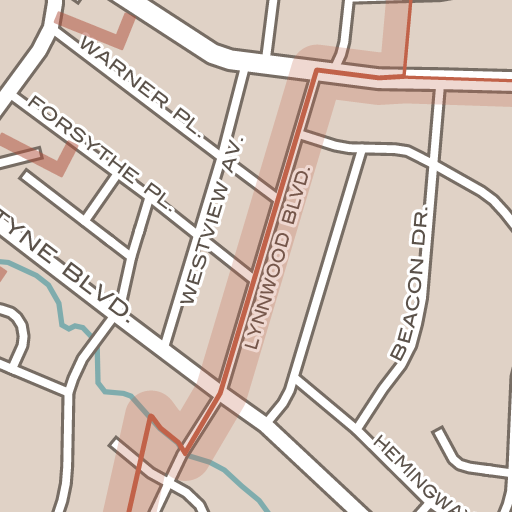 WARNER PL.
FORSYTHE PL.
WESTVIEW AV.
LYNNWOOD BLVD.
TYNE BLVD.
BEACON DR.
HEMINGWAY